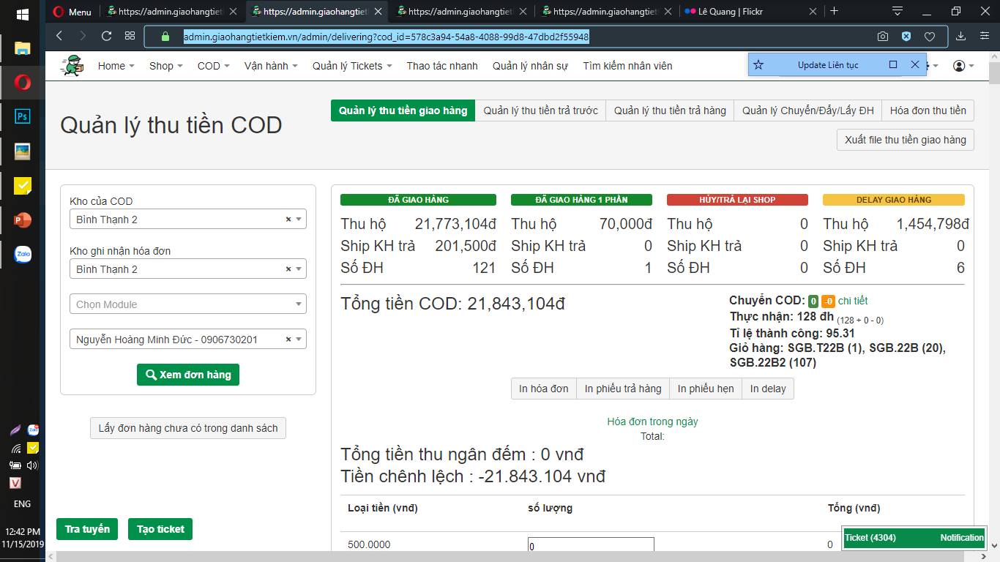 Menu
https://admin.giaohangtietk
https://admin.giaohangtietk
https://admin.giaohangtietk
https://admin.giaohangtietk
Lê Quang | Flickr
admin.giaohangtietkiem.vn/admin/delivering?cod_id=578c3a94-54a8-4088-99d8-47dbd2f55948
Home
Shop
COD
Vận hành
Quản lý Tickets
Thao tác nhanh
Quản lý nhân sự
Tìm kiếm nhân viên
Update Liên tục
Quản lý thu tiền COD
Quản lý thu tiền giao hàng
Quản lý thu tiền trả trước
Quản lý thu tiền trả hàng
Quản lý Chuyển/Đẩy/Lấy ĐH
Hóa đơn thu tiền
Xuất file thu tiền giao hàng
Kho của COD
Bình Thạnh 2
Kho ghi nhận hóa đơn
Bình Thạnh 2
Chọn Module
Nguyễn Hoàng Minh Đức - 0906730201
Xem đơn hàng
Lấy đơn hàng chưa có trong danh sách
ĐÃ GIAO HÀNG
Thu hộ 21,773,104đ
Ship KH trả 201,500đ
Số ĐH 121
ĐÃ GIAO HÀNG 1 PHẦN
Thu hộ 70,000đ
Ship KH trả 0
Số ĐH 1
HỦY/TRẢ LẠI SHOP
Thu hộ 0
Ship KH trả 0
Số ĐH 0
DELAY GIAO HÀNG
Thu hộ 1,454,798đ
Ship KH trả 0
Số ĐH 6
Tổng tiền COD: 21,843,104đ
Chuyển COD: 0 -0 chi tiết
Thực nhận: 128 đh (128 + 0 - 0)
Tỉ lệ thành công: 95.31
Giỏ hàng: SGB.T22B (1), SGB.22B (20),
SGB.22B2 (107)
In hóa đơn
In phiếu trả hàng
In phiếu hẹn
In delay
Hóa đơn trong ngày
Total:
Tổng tiền thu ngân đếm : 0 vnđ
Tiền chênh lệch : -21.843.104 vnđ
Loại tiền (vnđ) số lượng Tổng (vnđ)
500.0000 0 0
Tra tuyến
Tạo ticket
Ticket (4304) Notification
Ps
Zalo
ENG
12:42 PM
11/15/2019